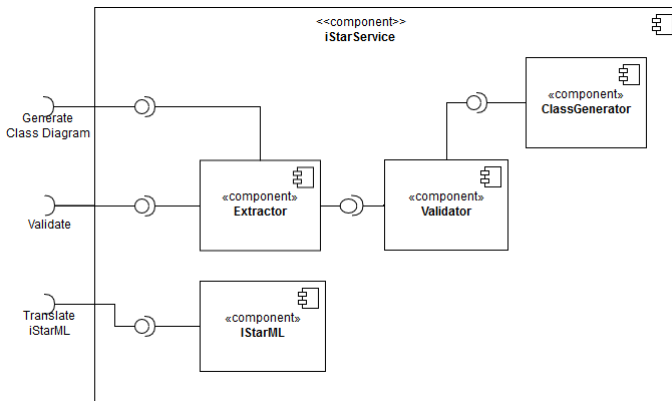 <<component>>
iStarService
«component»
ClassGenerator
Generate
Class Diagram
«component»
Extractor
«component»
Validator
Validate
Translate
iStarML
«component»
IStarML